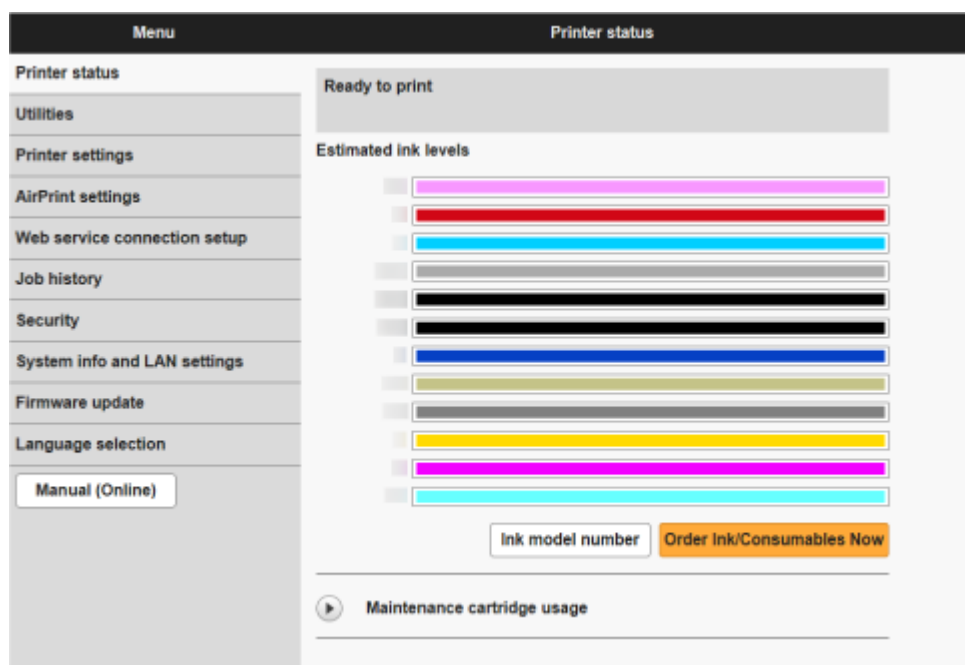 Menu
Printer status
Printer status
Utilities
Printer settings
AirPrint settings
Web service connection setup
Job history
Security
System info and LAN settings
Firmware update
Language selection
Manual (Online)
Ready to print
Estimated ink levels
Ink model number
Order Ink/Consumables Now
Maintenance cartridge usage